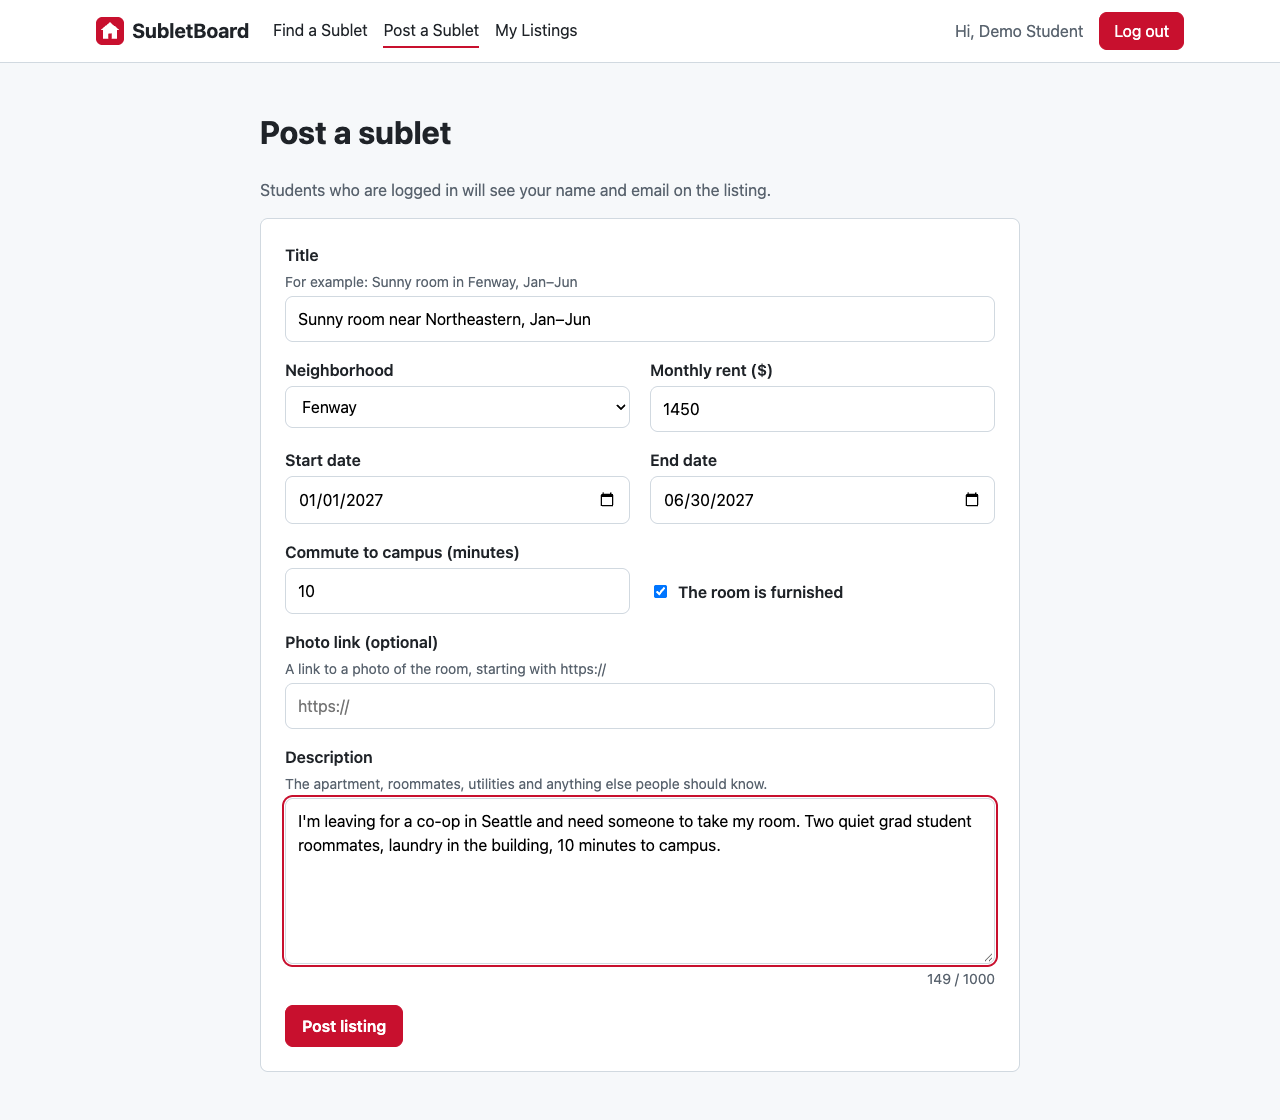 SubletBoard
Find a Sublet
Post a Sublet
My Listings
Hi, Demo Student
Log out
Post a sublet
Students who are logged in will see your name and email on the listing.
Title
For example: Sunny room in Fenway, Jan–Jun
Sunny room near Northeastern, Jan–Jun
Neighborhood
Monthly rent ($)
Fenway
1450
Start date
End date
01/01/2027
06/30/2027
Commute to campus (minutes)
10
The room is furnished
Photo link (optional)
A link to a photo of the room, starting with https://
https://
Description
The apartment, roommates, utilities and anything else people should know.
I'm leaving for a co-op in Seattle and need someone to take my room. Two quiet grad student
roommates, laundry in the building, 10 minutes to campus.
149 / 1000
Post listing